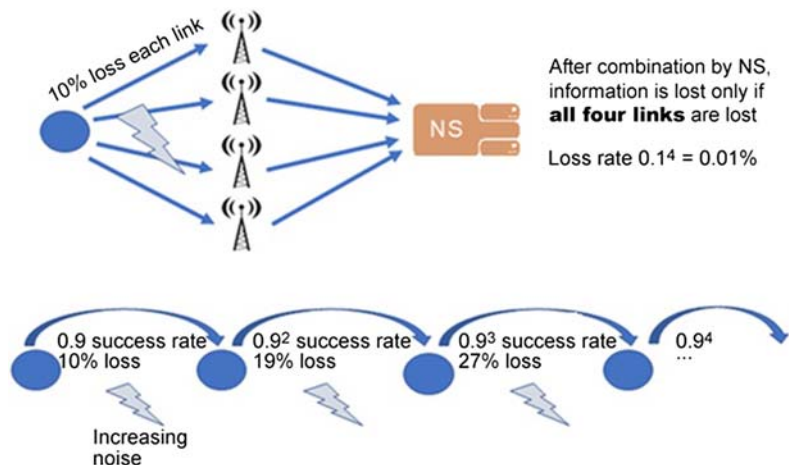 10% loss each link
NS
After combination by NS,
information is lost only if
all four links are lost
Loss rate 0.1⁴ = 0.01%
0.9 success rate
10% loss
0.9² success rate
19% loss
0.9³ success rate
27% loss
0.9⁴
...
Increasing
noise